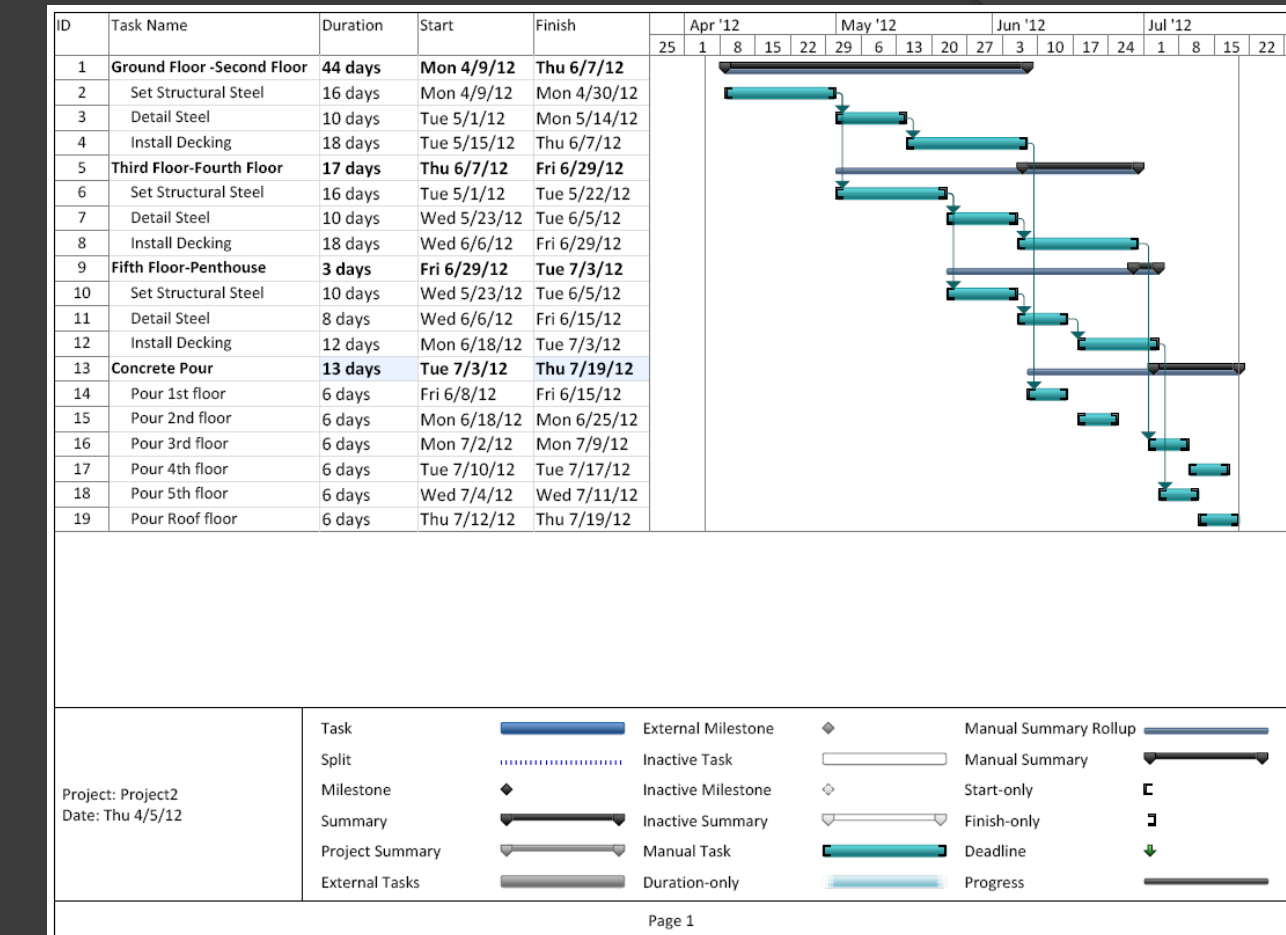 ID Task Name Duration Start Finish Apr '12 May '12 Jun '12 Jul '12
25 1 8 15 22 29 6 13 20 27 3 10 17 24 1 8 15 22
1 Ground Floor -Second Floor 44 days Mon 4/9/12 Thu 6/7/12
2 Set Structural Steel 16 days Mon 4/9/12 Mon 4/30/12
3 Detail Steel 10 days Tue 5/1/12 Mon 5/14/12
4 Install Decking 18 days Tue 5/15/12 Thu 6/7/12
5 Third Floor-Fourth Floor 17 days Thu 6/7/12 Fri 6/29/12
6 Set Structural Steel 16 days Tue 5/1/12 Tue 5/22/12
7 Detail Steel 10 days Wed 5/23/12 Tue 6/5/12
8 Install Decking 18 days Wed 6/6/12 Fri 6/29/12
9 Fifth Floor-Penthouse 3 days Fri 6/29/12 Tue 7/3/12
10 Set Structural Steel 10 days Wed 5/23/12 Tue 6/5/12
11 Detail Steel 8 days Wed 6/6/12 Fri 6/15/12
12 Install Decking 12 days Mon 6/18/12 Tue 7/3/12
13 Concrete Pour 13 days Tue 7/3/12 Thu 7/19/12
14 Pour 1st floor 6 days Fri 6/8/12 Fri 6/15/12
15 Pour 2nd floor 6 days Mon 6/18/12 Mon 6/25/12
16 Pour 3rd floor 6 days Mon 7/2/12 Mon 7/9/12
17 Pour 4th floor 6 days Tue 7/10/12 Tue 7/17/12
18 Pour 5th floor 6 days Wed 7/4/12 Wed 7/11/12
19 Pour Roof floor 6 days Thu 7/12/12 Thu 7/19/12
Project: Project2
Date: Thu 4/5/12
Task External Milestone Manual Summary Rollup
Split Inactive Task Manual Summary
Milestone Inactive Milestone Start-only
Summary Inactive Summary Finish-only
Project Summary Manual Task Deadline
External Tasks Duration-only Progress
Page 1